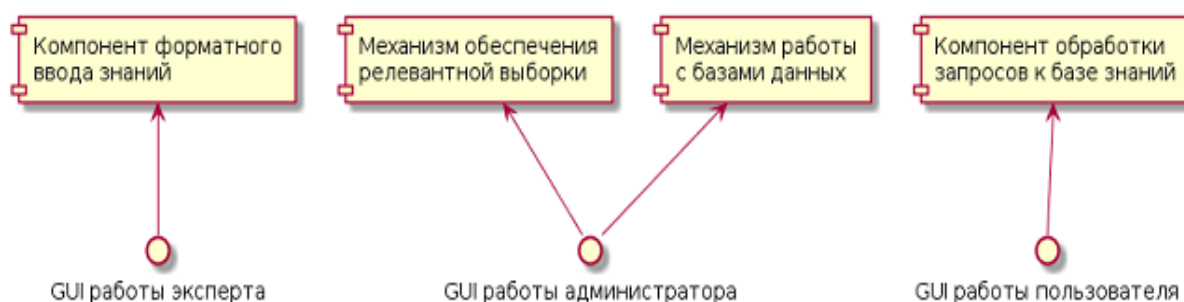 Компонент форматного
ввода знаний
Механизм обеспечения
релевантной выборки
Механизм работы
с базами данных
Компонент обработки
запросов к базе знаний
GUI работы эксперта
GUI работы администратора
GUI работы пользователя